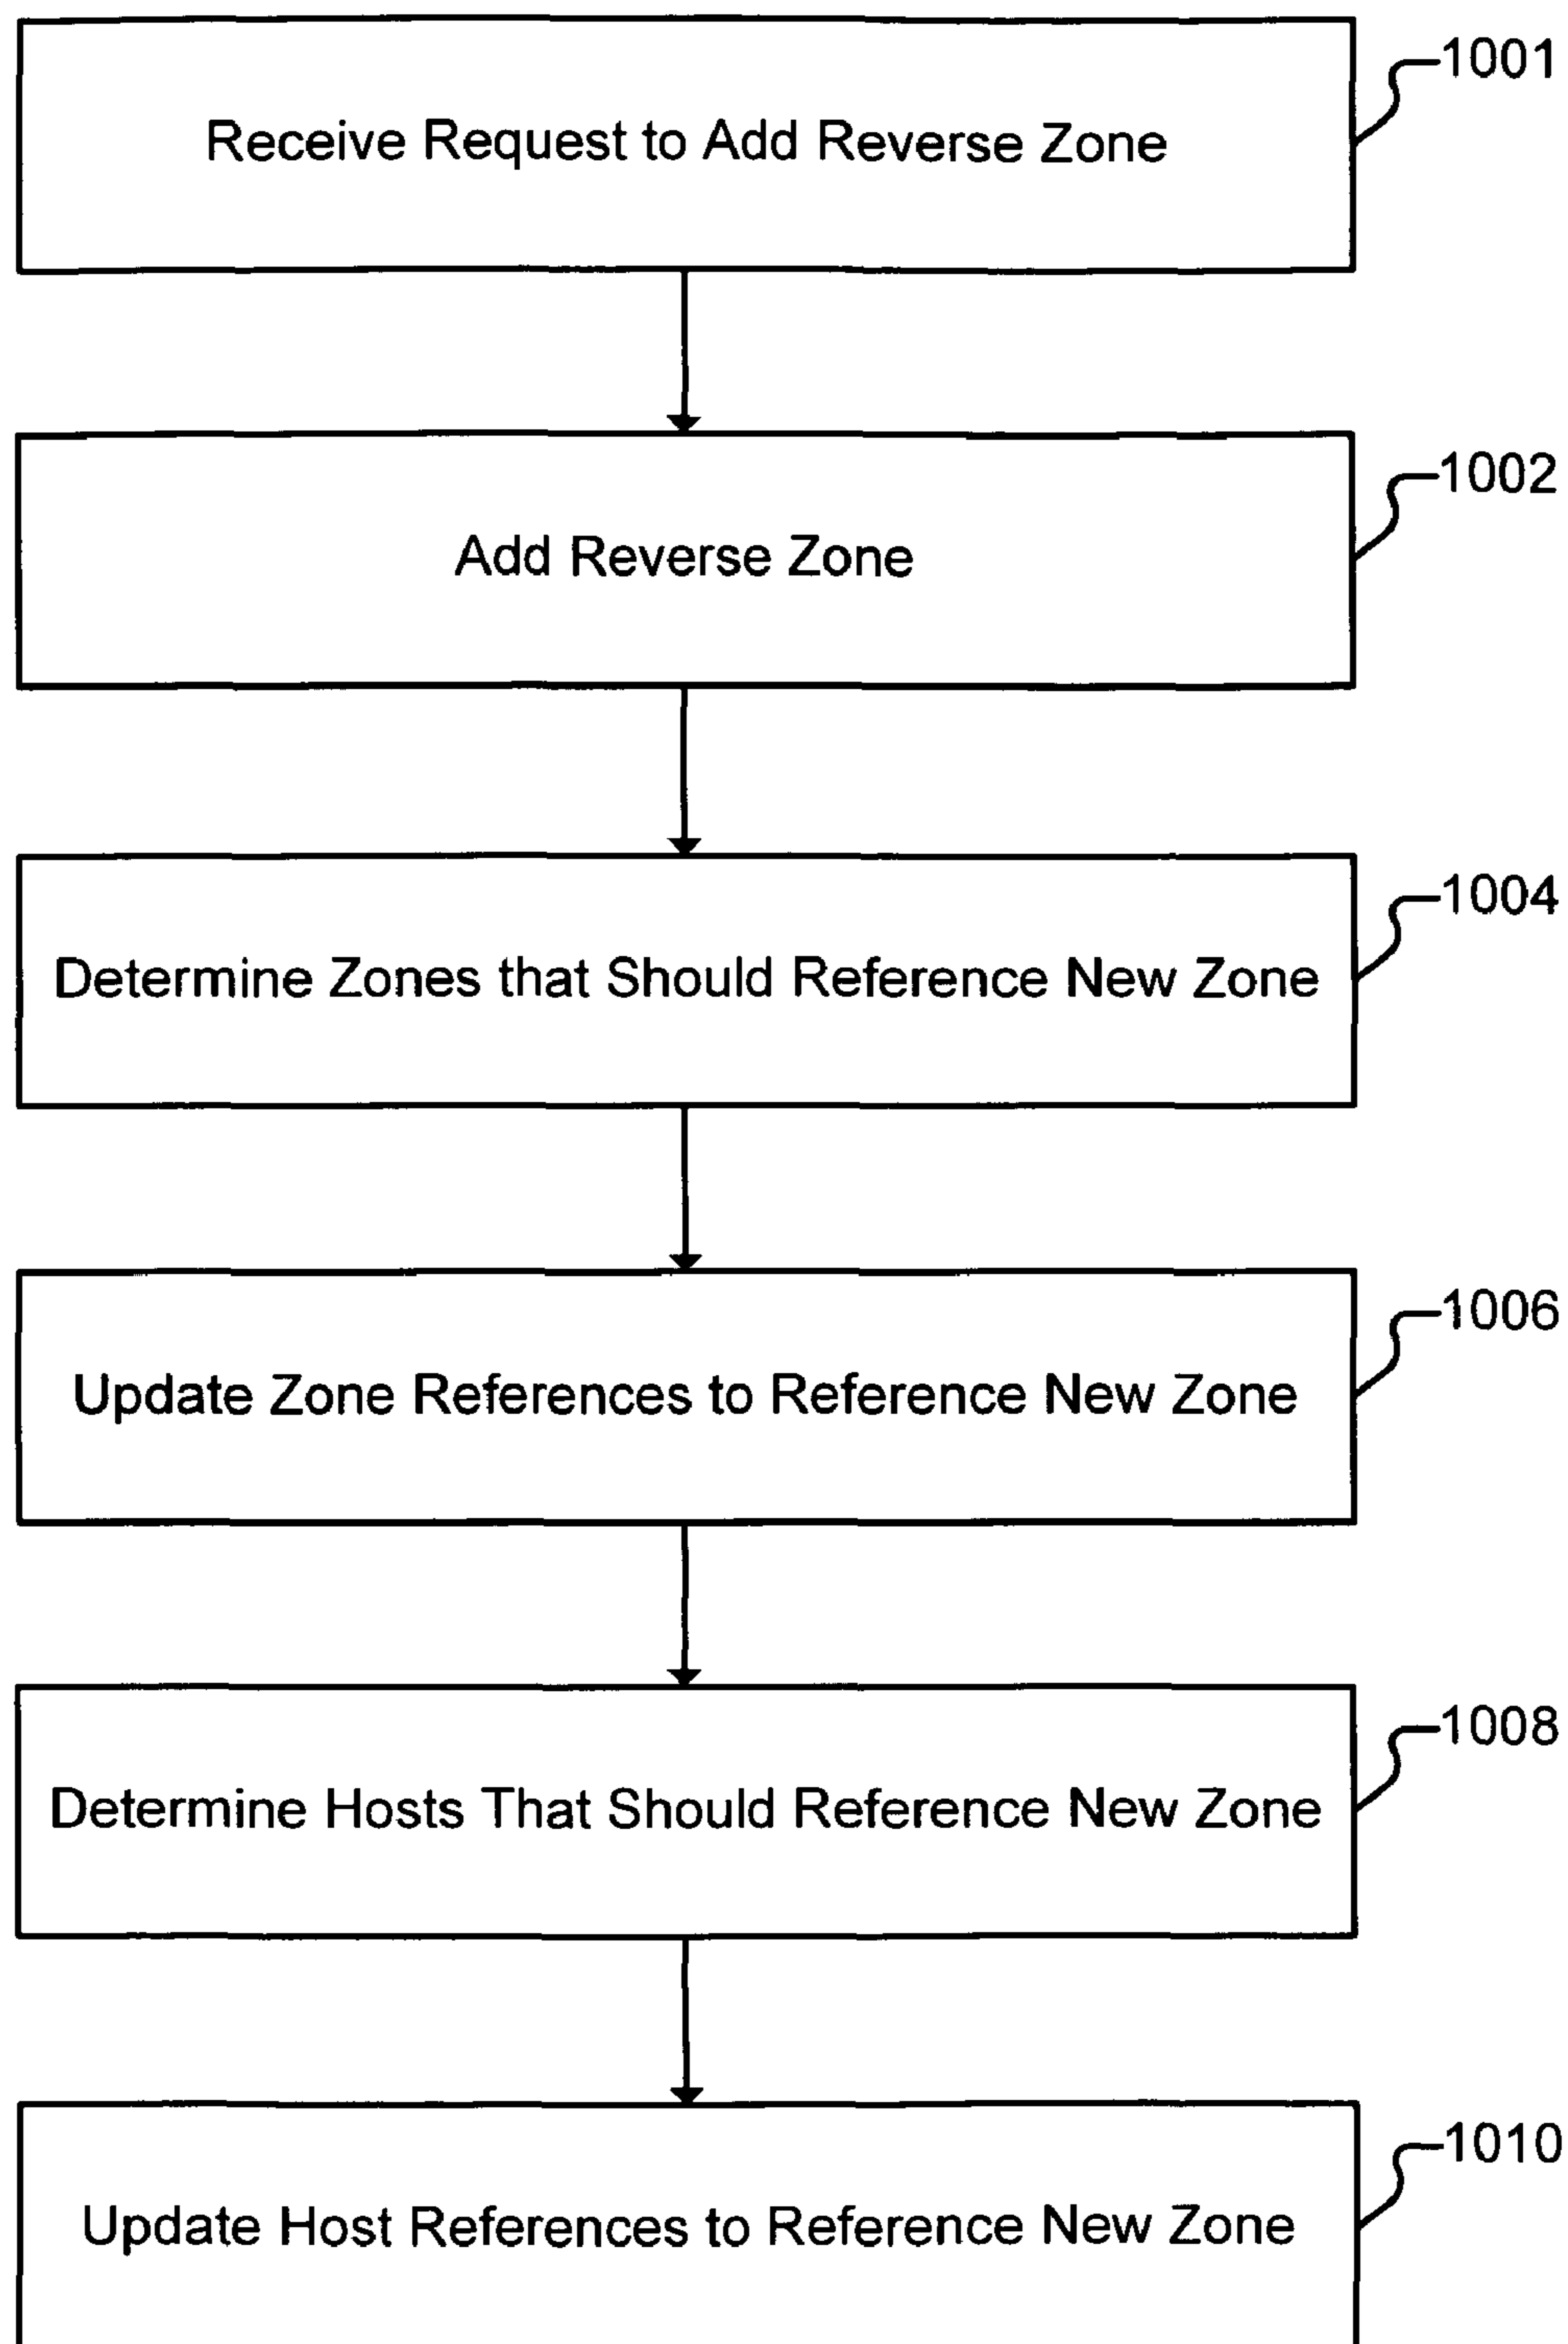 Receive Request to Add Reverse Zone
1001
Add Reverse Zone
1002
Determine Zones that Should Reference New Zone
1004
Update Zone References to Reference New Zone
1006
Determine Hosts That Should Reference New Zone
1008
Update Host References to Reference New Zone
1010